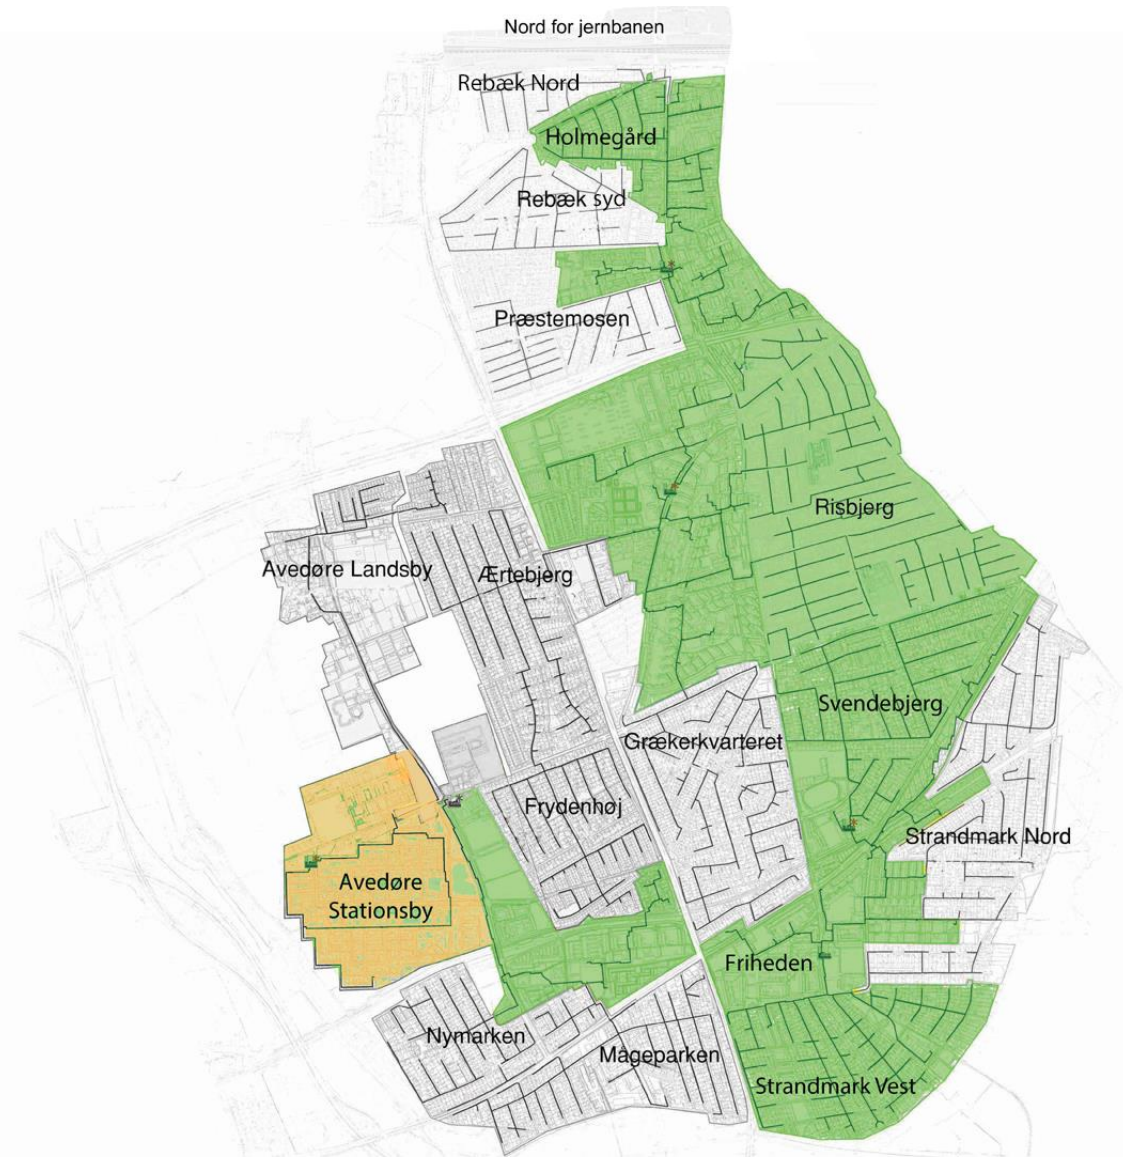 Nord for jernbanen
Rebæk Nord
Holmegård
Rebæk syd
Præstemosen
Risbjerg
Avedøre Landsby
Ærtebjerg
Svendebjerg
Grækerkvarteret
Frydenhøj
Strandmark Nord
Avedøre
Stationsby
Friheden
Nymarken
Mågeparken
Strandmark Vest